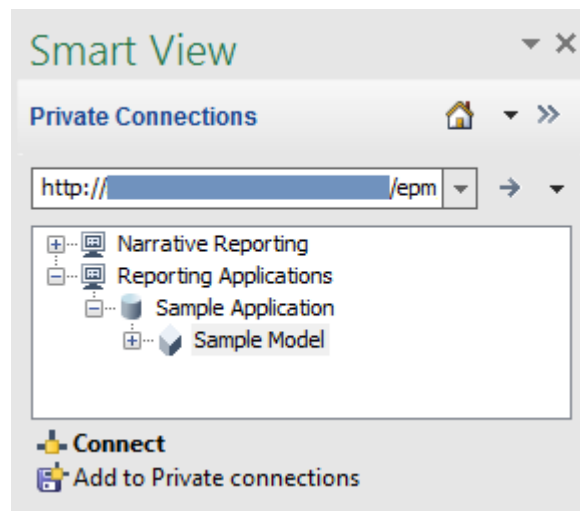 Smart View
Private Connections
http:// /epm
Narrative Reporting
Reporting Applications
Sample Application
Sample Model
Connect
Add to Private connections